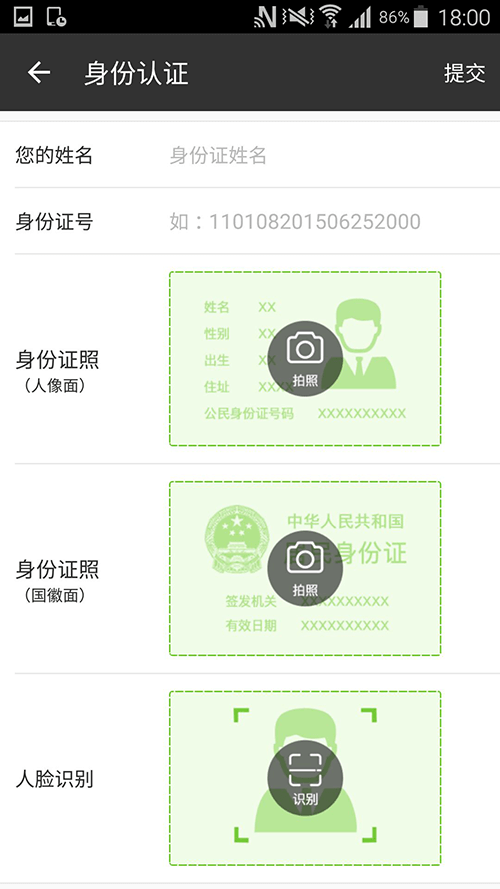 86% 18:00
身份认证 提交
您的姓名 身份证姓名
身份证号 如：110108201506252000
姓名 XX
性别 XX
出生 XX
住址 XXXX
公民身份证号码 XXXXXXXXXX
身份证照
（人像面）
拍照
中华人民共和国
民身份证
签发机关 XXXXXXXXXX
有效日期 XXXXXXXXXX
身份证照
（国徽面）
拍照
人脸识别
识别